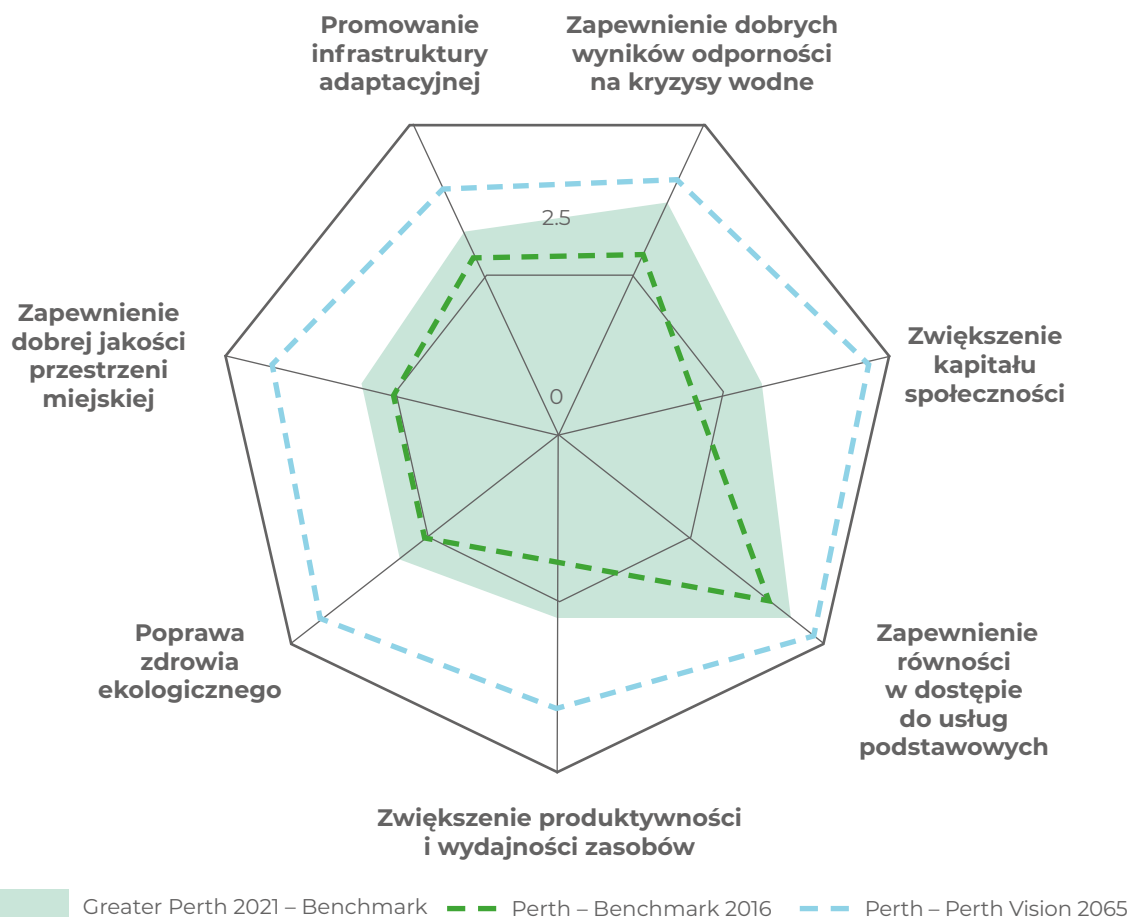 Promowanie
infrastruktury
adaptacyjnej
Zapewnienie dobrych
wyników odporności
na kryzysy wodne
2.5
0
Zapewnienie
dobrej jakości
przestrzeni
miejskiej
Zwiększenie
kapitału
społeczności
Poprawa
zdrowia
ekologicznego
Zapewnienie
równości
w dostępie
do usług
podstawowych
Zwiększenie produktywności
i wydajności zasobów
Greater Perth 2021 – Benchmark
Perth – Benchmark 2016
Perth – Perth Vision 2065